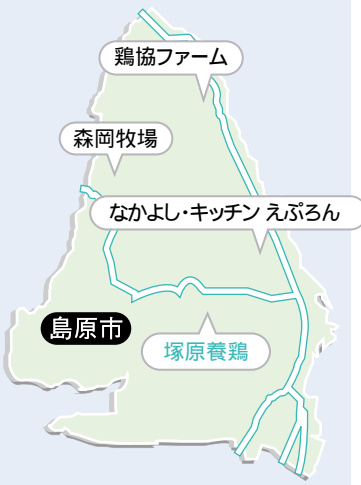 鶏協ファーム
森岡牧場
なかよし・キッチン えぷろん
島原市
塚原養鶏